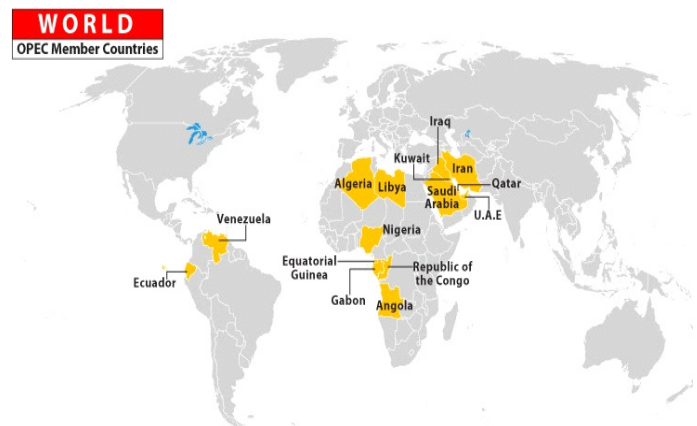 WORLD
OPEC Member Countries
Iraq
Kuwait
Iran
Algeria
Libya
Qatar
Saudi
Arabia
U.A.E
Venezuela
Nigeria
Equatorial
Guinea
Republic of
the Congo
Ecuador
Gabon
Angola